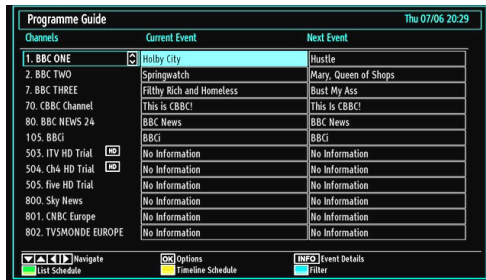 Programme Guide Thu 07/06 20:29
Channels Current Event Next Event
1. BBC ONE Holby City Hustle
2. BBC TWO Springwatch Mary, Queen of Shops
7. BBC THREE Filthy Rich and Homeless Bust My Ass
70. CBBC Channel This is CBBC! This Is CBBC!
80. BBC NEWS 24 BBC News BBC News
105. BBCi BBCi BBCi
503. ITV HD Trial HD No Information No Information
504. Ch4 HD Trial HD No Information No Information
505. five HD Trial No Information No Information
800. Sky News No Information No Information
801. CNBC Europe No Information No Information
802. TV5MONDE EUROPE No Information No Information
Navigate OK Options INFO Event Details
List Schedule Timeline Schedule Filter